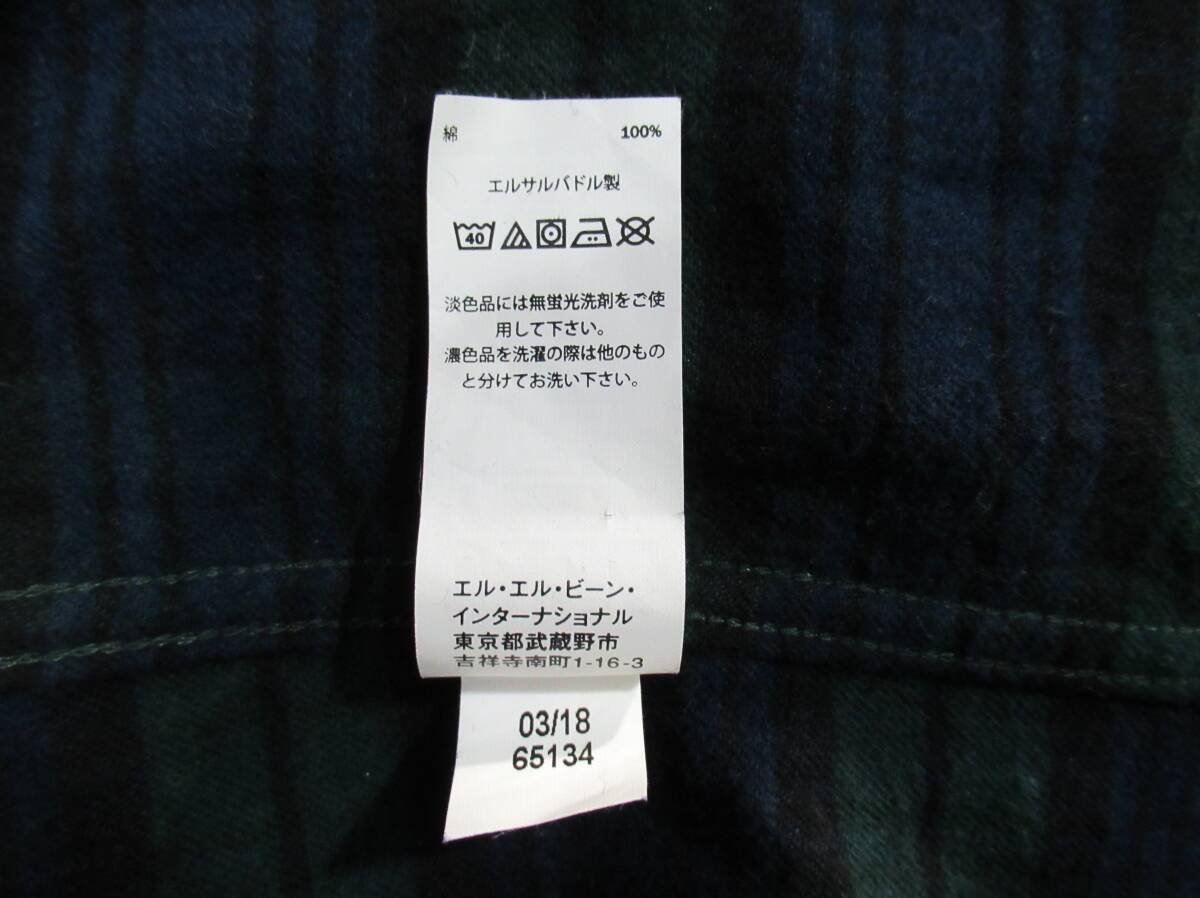 綿 100%
エルサルバドル製
40
淡色品には無蛍光洗剤をご使
用して下さい。
濃色品を洗濯の際は他のもの
と分けてお洗い下さい。
エル・エル・ビーン・
インターナショナル
東京都武蔵野市
吉祥寺南町1-16-3
03/18
65134